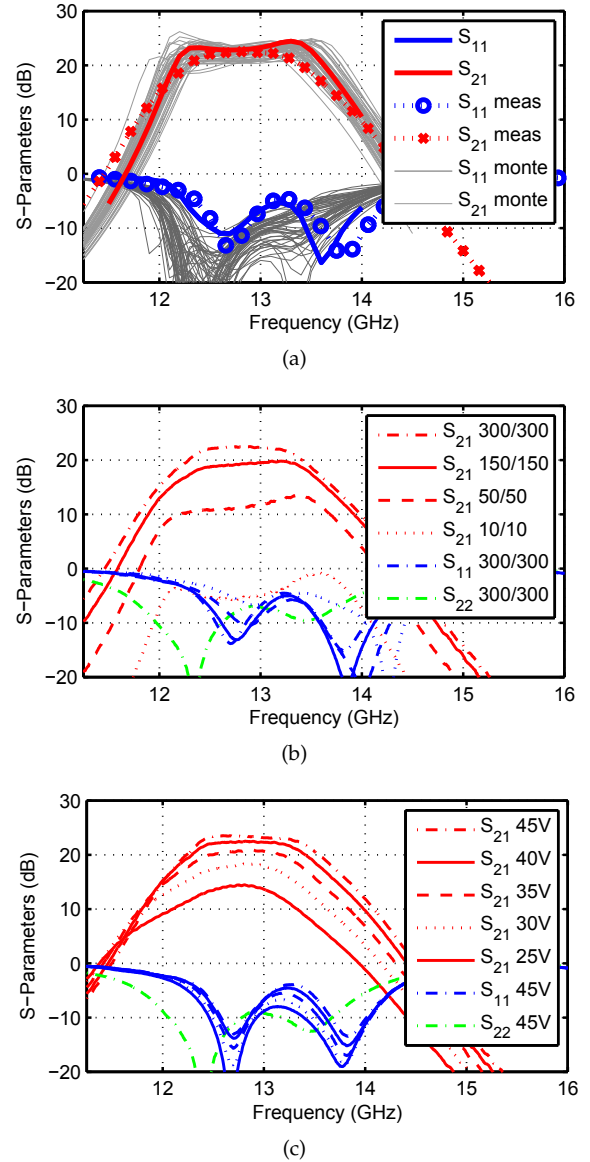 30
20
10
0
−10
−20
S−Parameters (dB)
12 13 14 15 16
Frequency (GHz)
S11
S21
S11 meas
S21 meas
S11 monte
S21 monte
(a)
30
20
10
0
−10
−20
S−Parameters (dB)
12 13 14 15 16
Frequency (GHz)
S21 300/300
S21 150/150
S21 50/50
S21 10/10
S11 300/300
S22 300/300
(b)
30
20
10
0
−10
−20
S−Parameters (dB)
12 13 14 15 16
Frequency (GHz)
S21 45V
S21 40V
S21 35V
S21 30V
S21 25V
S11 45V
S22 45V
(c)